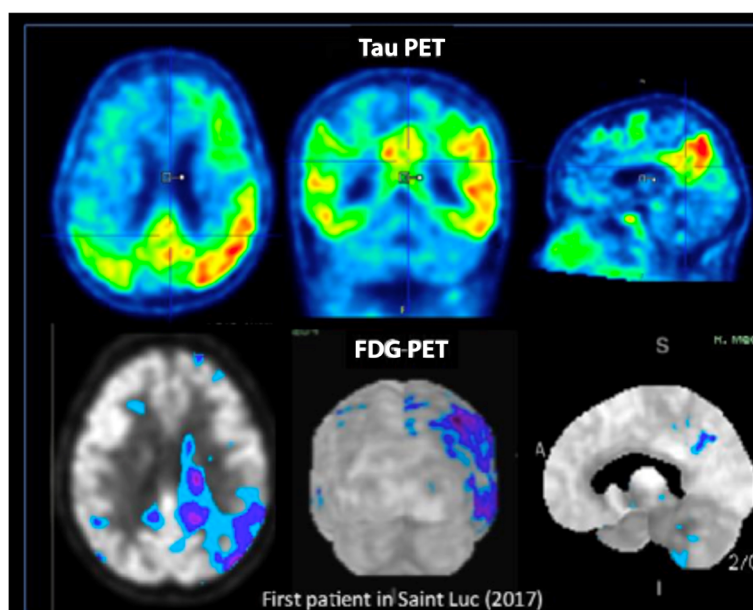 Tau PET
FDG-PET
S
A
I
First patient in Saint Luc (2017)